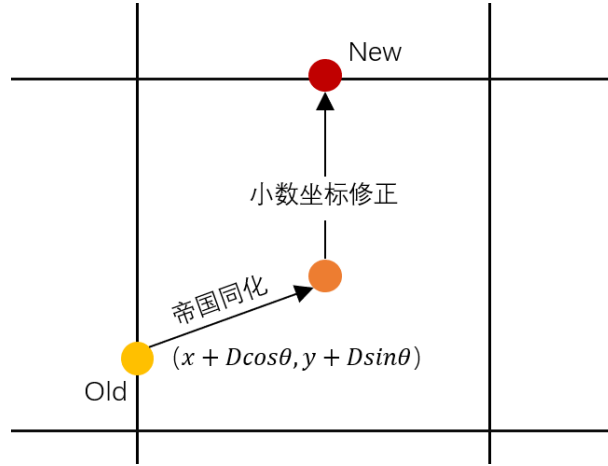 New
小数坐标修正
帝国同化
(x + Dcosθ, y + Dsinθ)
Old